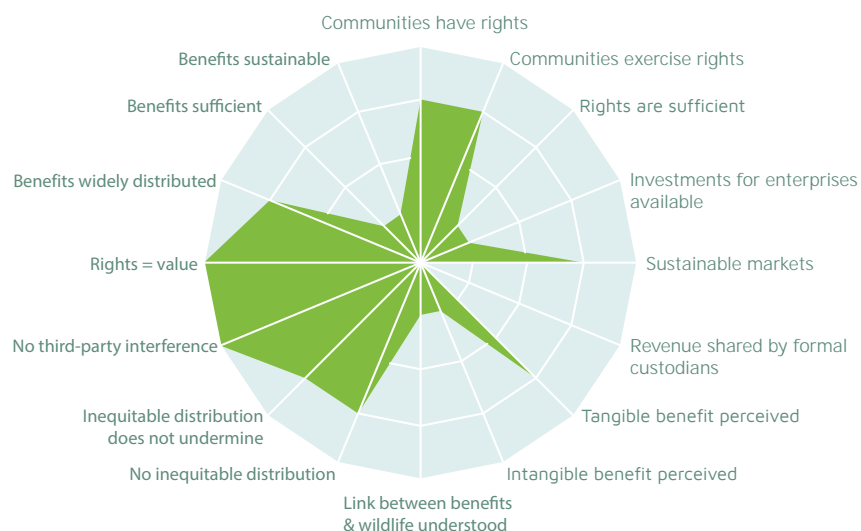 Communities have rights
Communities exercise rights
Rights are sufficient
Investments for enterprises
available
Sustainable markets
Revenue shared by formal
custodians
Tangible benefit perceived
Intangible benefit perceived
Link between benefits
& wildlife understood
No inequitable distribution
Inequitable distribution
does not undermine
No third-party interference
Rights = value
Benefits widely distributed
Benefits sufficient
Benefits sustainable